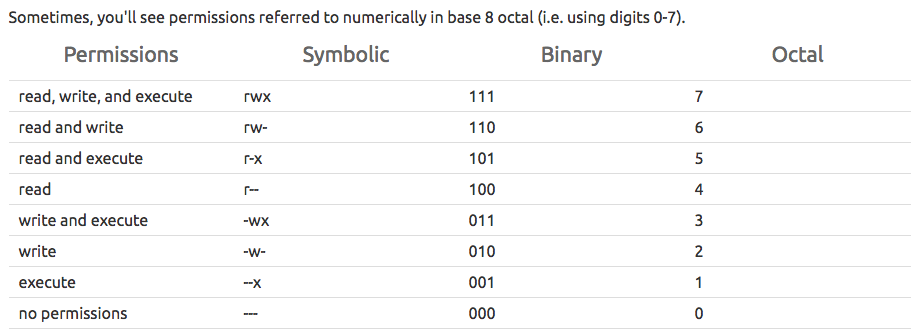 Sometimes, you'll see permissions referred to numerically in base 8 octal (i.e. using digits 0-7).
Permissions Symbolic Binary Octal
read, write, and execute rwx 111 7
read and write rw- 110 6
read and execute r-x 101 5
read r-- 100 4
write and execute -wx 011 3
write -w- 010 2
execute --x 001 1
no permissions --- 000 0